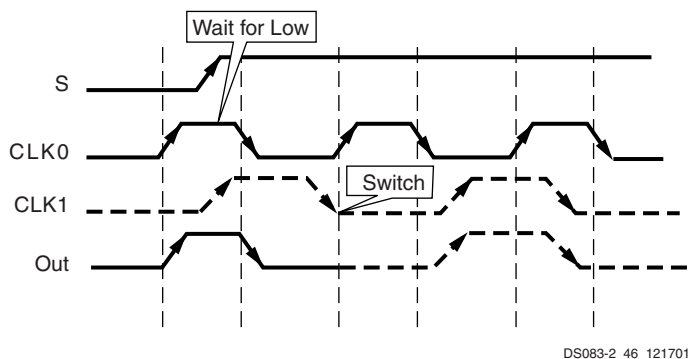 Wait for Low
S
CLK0
CLK1
Switch
Out
DS083-2_46_121701